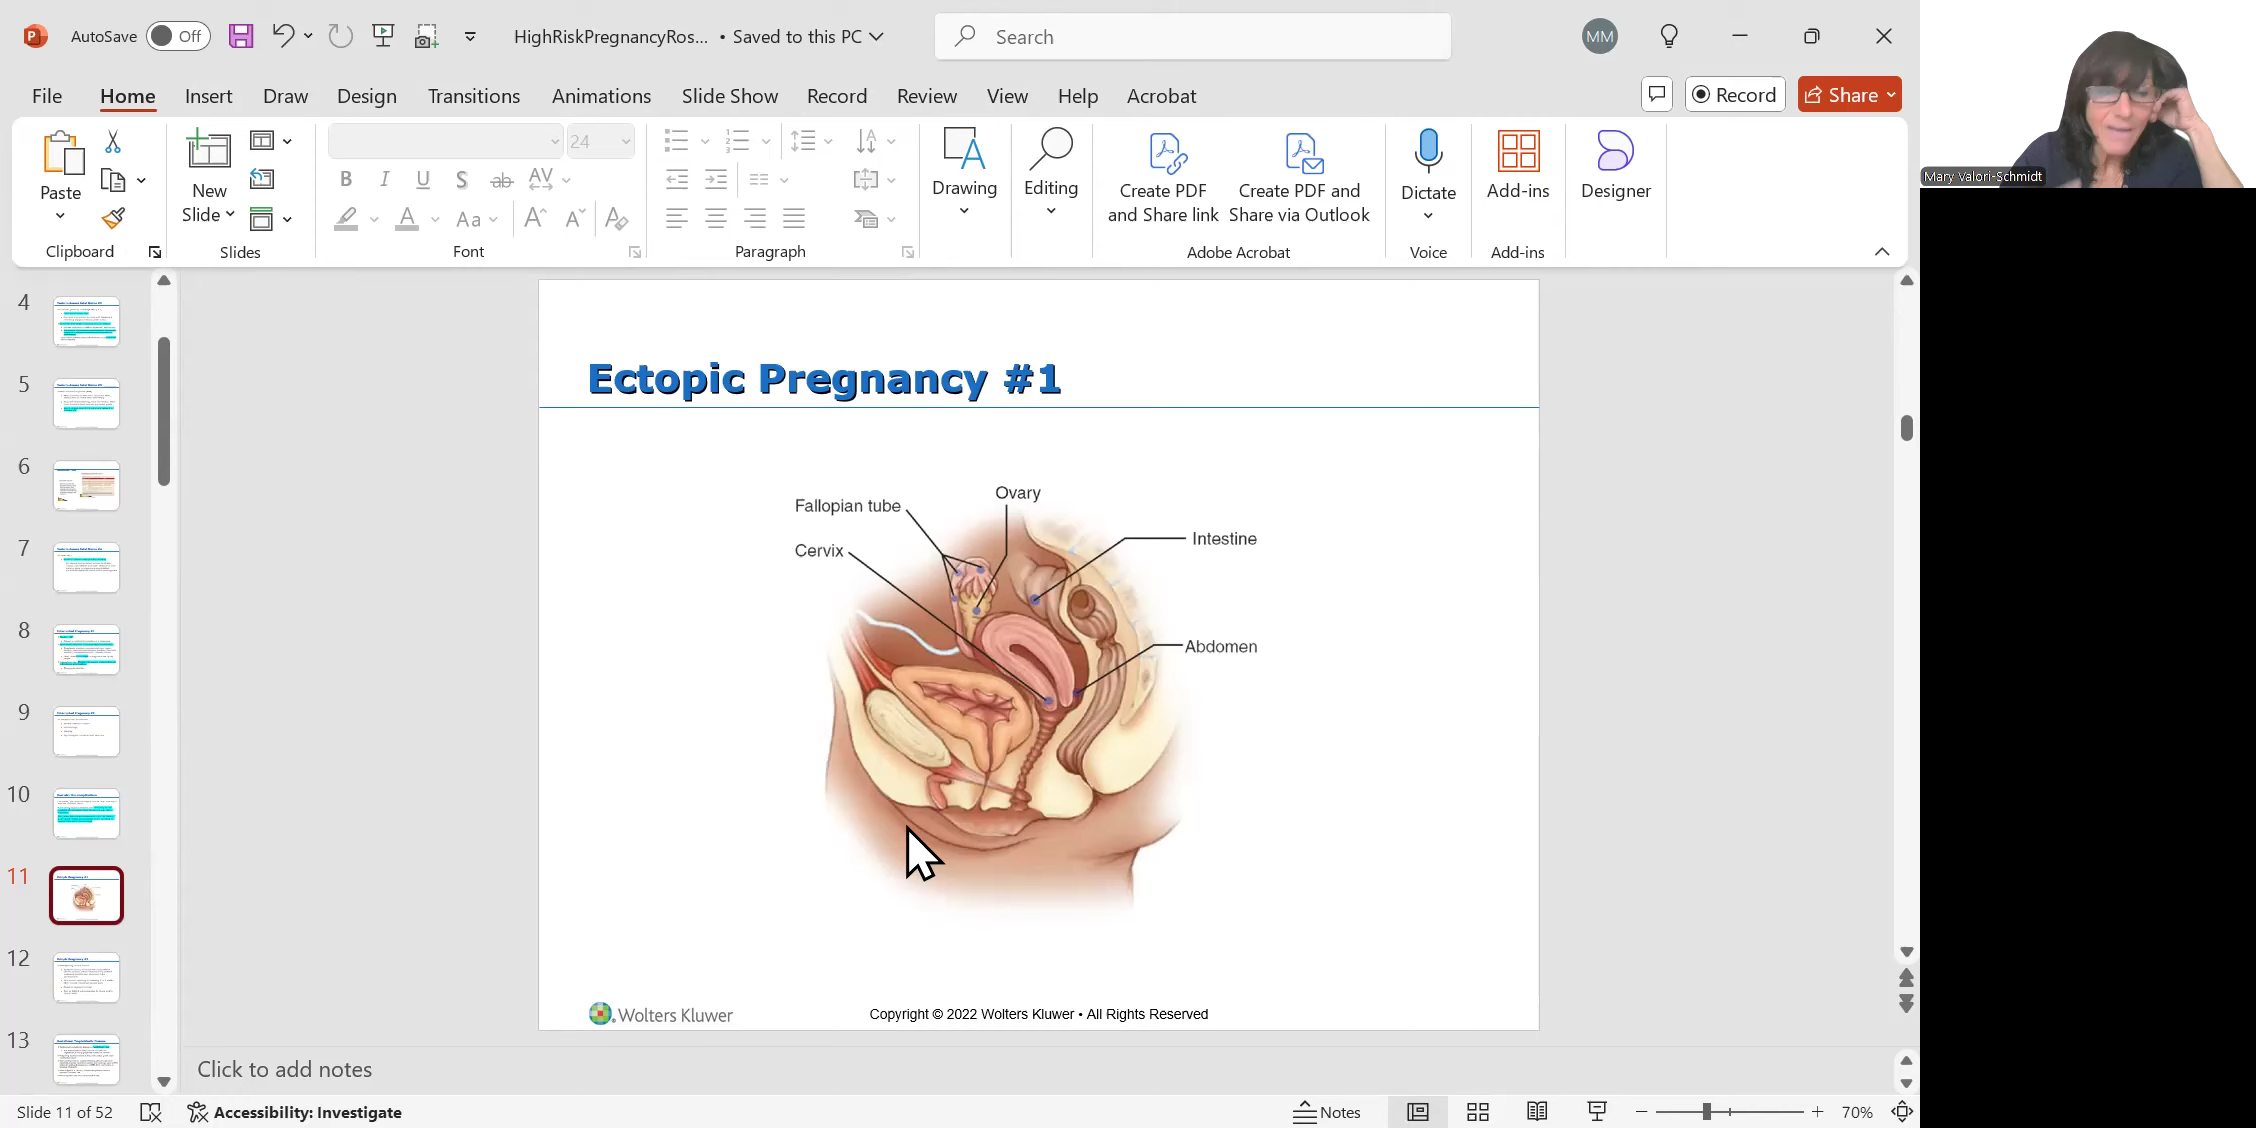 AutoSave Off HighRiskPregnancyRos... • Saved to this PC Search MM
File Home Insert Draw Design Transitions Animations Slide Show Record Review View Help Acrobat Record Share
Paste
New
Slide
24
B I U S ab AV
A Aa A A A
Drawing
Editing
Create PDF
and Share link
Create PDF and
Share via Outlook
Dictate
Add-ins
Designer
Clipboard Slides Font Paragraph Adobe Acrobat Voice Add-ins
Mary Valori-Schmidt
4
5
6
7
8
9
10
11
12
13
Ectopic Pregnancy #1
Ovary
Fallopian tube
Intestine
Cervix
Abdomen
Wolters Kluwer
Copyright © 2022 Wolters Kluwer • All Rights Reserved
Click to add notes
Slide 11 of 52 Accessibility: Investigate Notes 70%